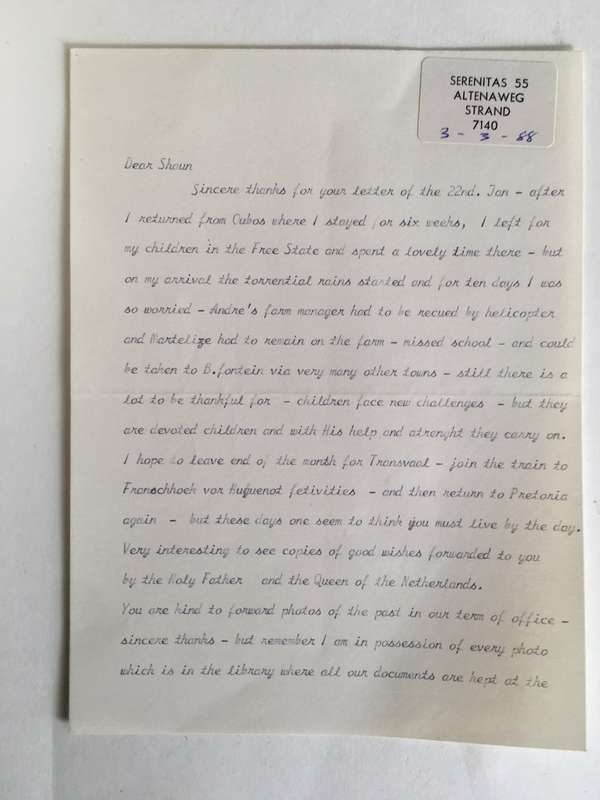 SERENITAS 55
ALTENAWEG
STRAND
7140
3 - 3 - 88
Dear Shaun
Sincere thanks for your letter of the 22nd. Jan - after
I returned from Cubos where I stayed for six weeks, I left for
my children in the Free State and spent a lovely time there - but
on my arrival the torrential rains started and for ten days I was
so worried - Andre's farm manager had to be recued by helicopter
and Martelize had to remain on the farm - missed school - and could
be taken to B.fontein via very many other towns - still there is a
lot to be thankful for - children face new challenges - but they
are devoted children and with His help and atrenght they carry on.
I hope to leave end of the month for Transvaal - join the train to
Franschhoek vor Huguenot fetivities - and then return to Pretoria
again - but these days one seem to think you must live by the day.
Very interesting to see copies of good wishes forwarded to you
by the Holy Father and the Queen of the Netherlands.
You are kind to forward photos of the past in our term of office -
sincere thanks - but remember I am in possession of every photo
which is in the library where all our documents are kept at the